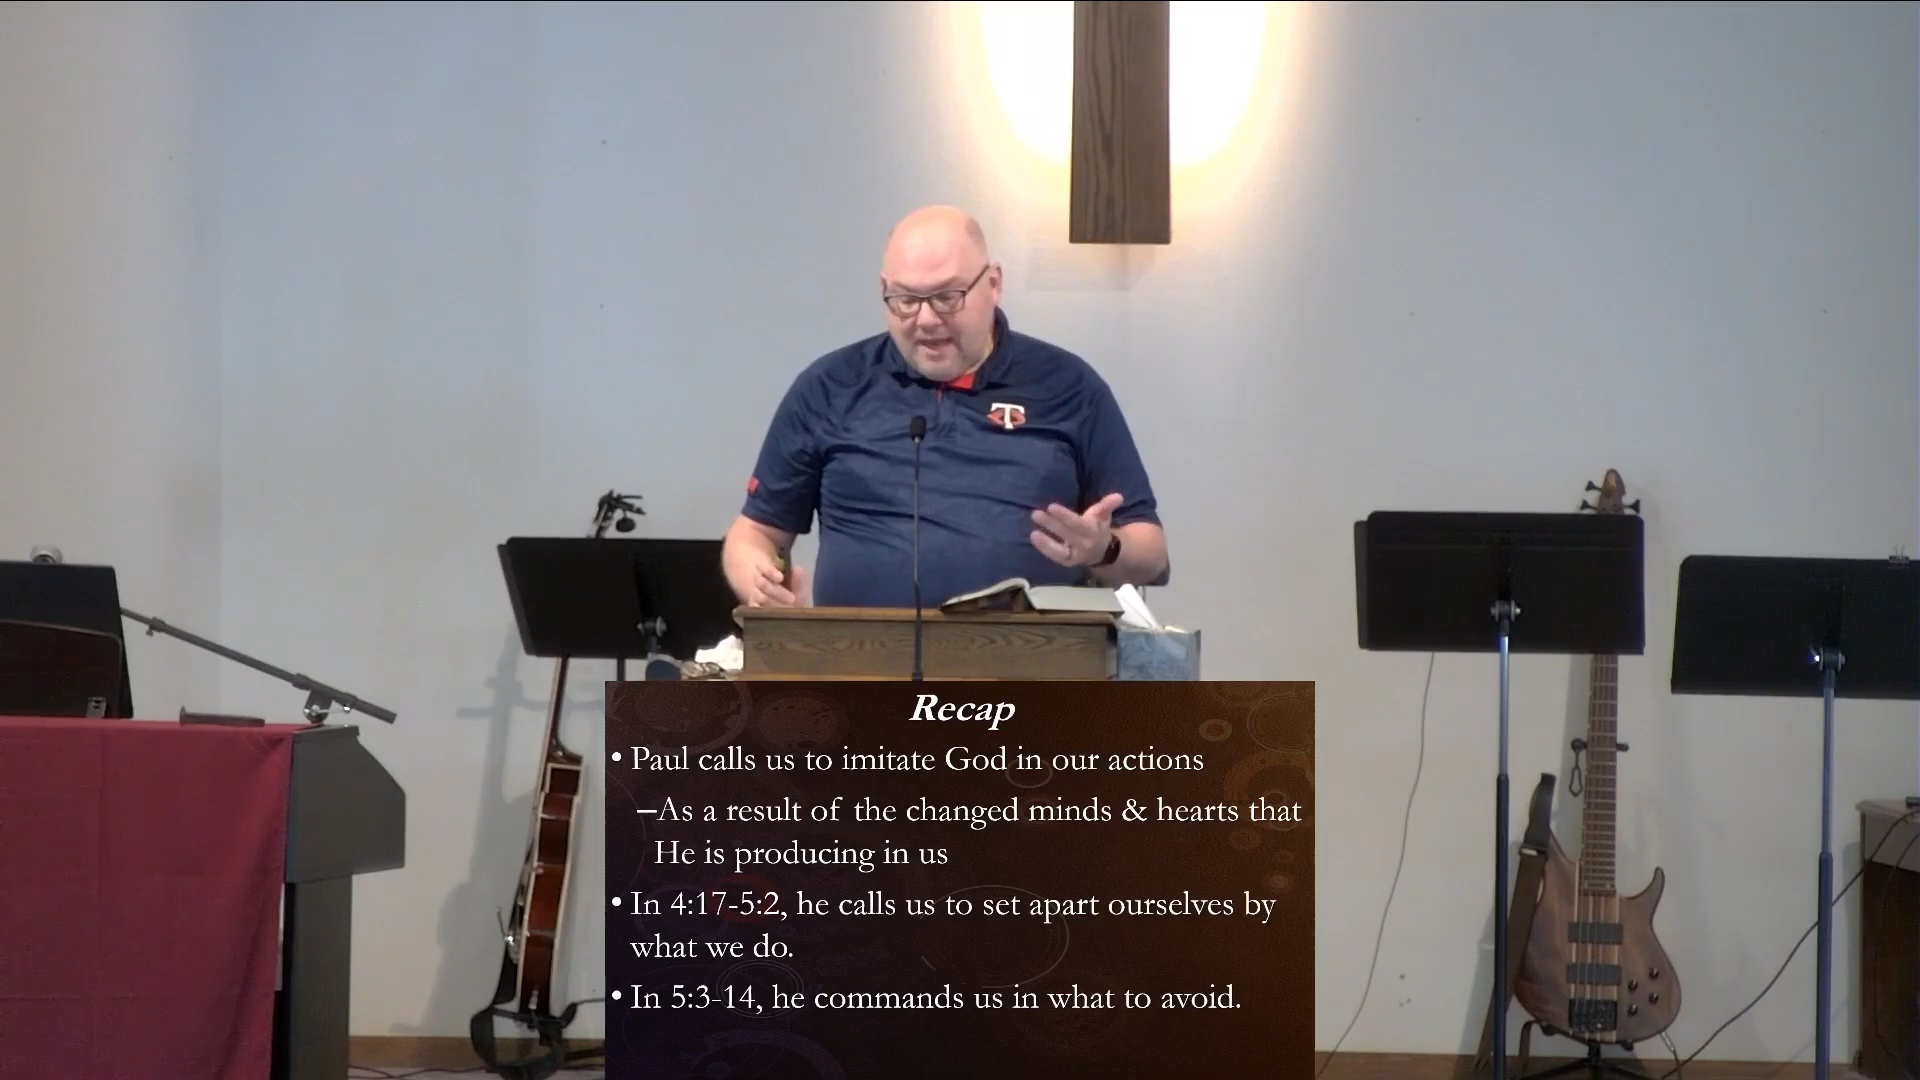 TC
Recap
• Paul calls us to imitate God in our actions
–As a result of the changed minds & hearts that
He is producing in us
• In 4:17-5:2, he calls us to set apart ourselves by
what we do.
• In 5:3-14, he commands us in what to avoid.